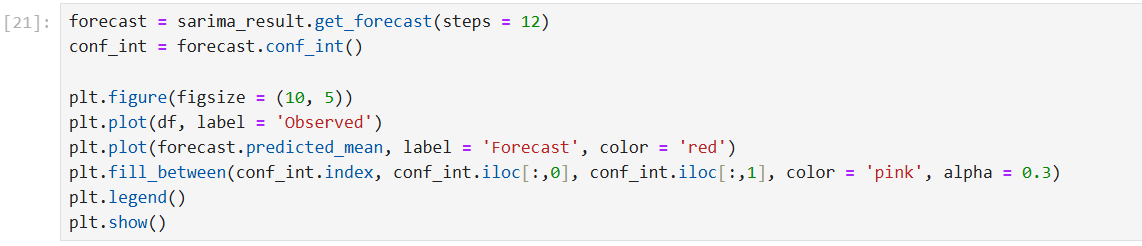 [21]: forecast = sarima_result.get_forecast(steps = 12)
conf_int = forecast.conf_int()
plt.figure(figsize = (10, 5))
plt.plot(df, label = 'Observed')
plt.plot(forecast.predicted_mean, label = 'Forecast', color = 'red')
plt.fill_between(conf_int.index, conf_int.iloc[:,0], conf_int.iloc[:,1], color = 'pink', alpha = 0.3)
plt.legend()
plt.show()